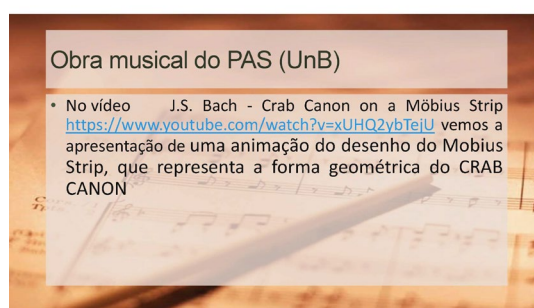 Obra musical do PAS (UnB)
• No vídeo J.S. Bach - Crab Canon on a Möbius Strip
https://www.youtube.com/watch?v=xUHQ2ybTejU vemos a
apresentação de uma animação do desenho do Mobius
Strip, que representa a forma geométrica do CRAB
CANON